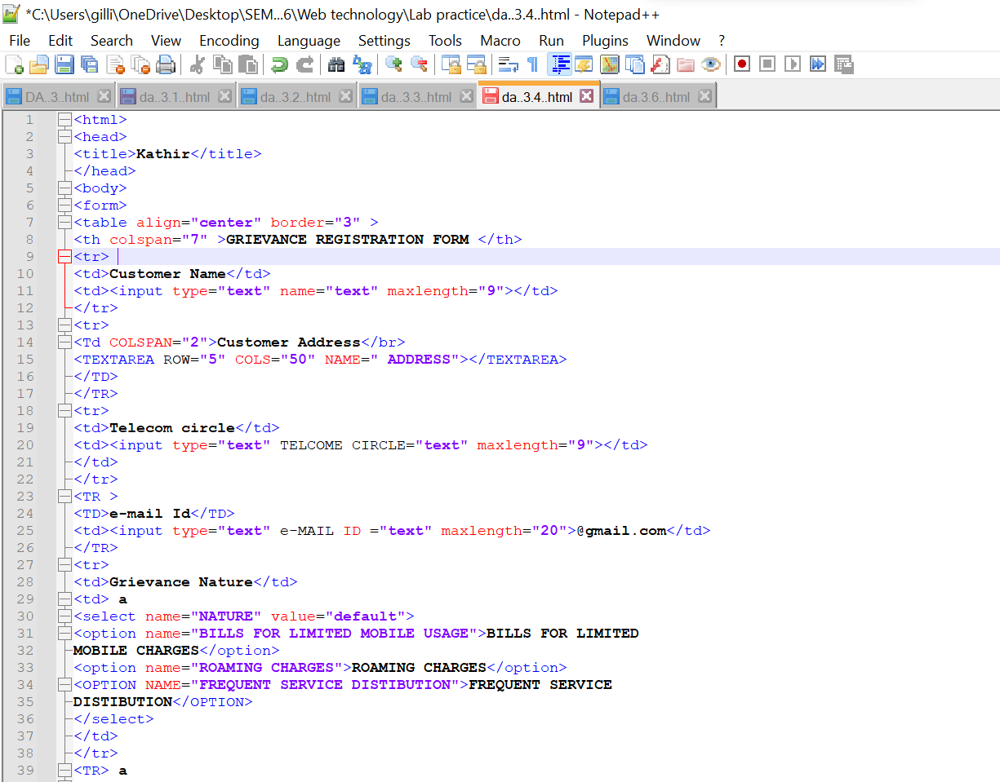 *C:\Users\gilli\OneDrive\Desktop\SEM...6\Web technology\Lab practice\da..3.4..html - Notepad++
File Edit Search View Encoding Language Settings Tools Macro Run Plugins Window ?
DA..3..html da..3.1..html da..3.2..html da..3.3..html da..3.4..html da.3.6..html
1 <html>
2 <head>
3 <title>Kathir</title>
4 </head>
5 <body>
6 <form>
7 <table align="center" border="3" >
8 <th colspan="7" >GRIEVANCE REGISTRATION FORM </th>
9 <tr>
10 <td>Customer Name</td>
11 <td><input type="text" name="text" maxlength="9"></td>
12 </tr>
13 <tr>
14 <Td COLSPAN="2">Customer Address</br>
15 <TEXTAREA ROW="5" COLS="50" NAME=" ADDRESS"></TEXTAREA>
16 </TD>
17 </TR>
18 <tr>
19 <td>Telecom circle</td>
20 <td><input type="text" TELCOME CIRCLE="text" maxlength="9"></td>
21 </td>
22 </tr>
23 <TR >
24 <TD>e-mail Id</TD>
25 <td><input type="text" e-MAIL ID ="text" maxlength="20">@gmail.com</td>
26 </TR>
27 <tr>
28 <td>Grievance Nature</td>
29 <td> a
30 <select name="NATURE" value="default">
31 <option name="BILLS FOR LIMITED MOBILE USAGE">BILLS FOR LIMITED
32 MOBILE CHARGES</option>
33 <option name="ROAMING CHARGES">ROAMING CHARGES</option>
34 <OPTION NAME="FREQUENT SERVICE DISTIBUTION">FREQUENT SERVICE
35 DISTIBUTION</OPTION>
36 </select>
37 </td>
38 </tr>
39 <TR> a